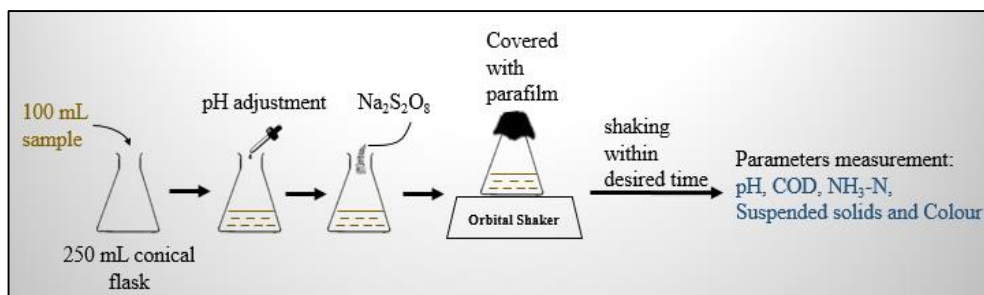 100 mL
sample
250 mL conical
flask
pH adjustment
Na₂S₂O₈
Covered
with
parafilm
Orbital Shaker
shaking
within
desired time
Parameters measurement:
pH, COD, NH₃-N,
Suspended solids and Colour